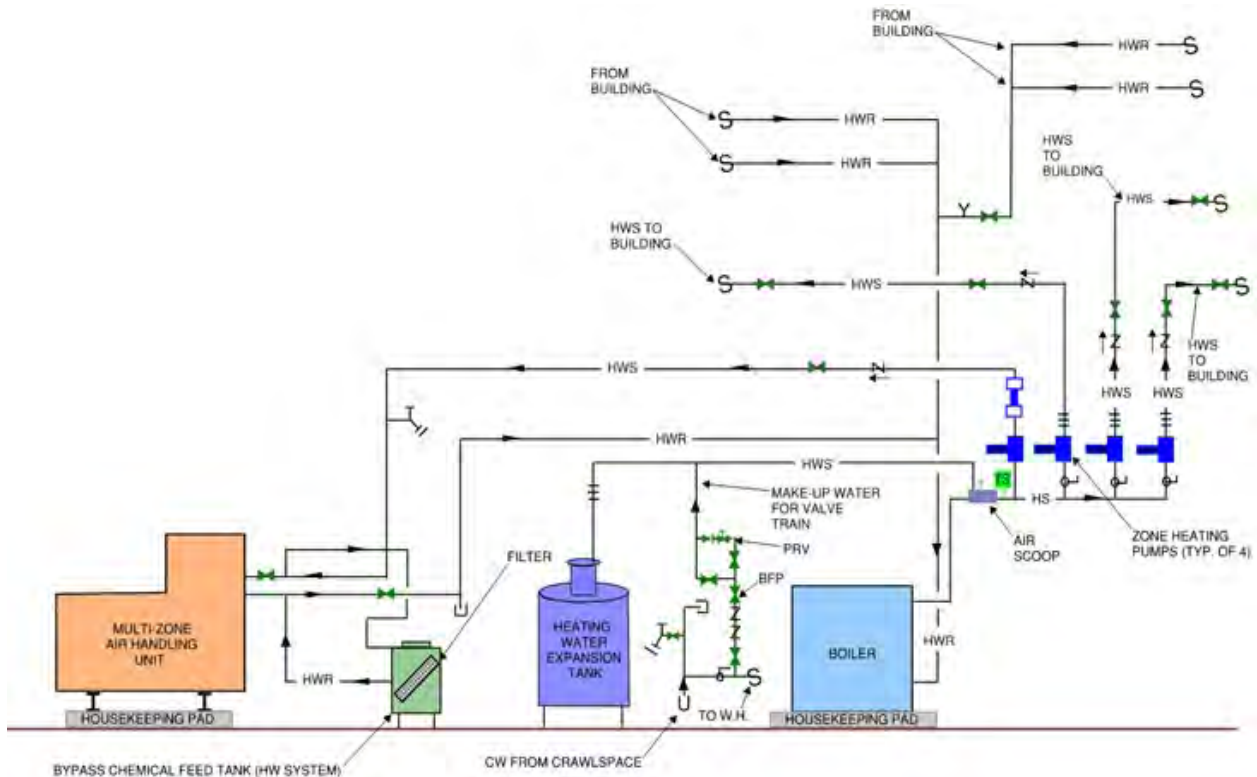 FROM
BUILDING
HWR
HWR
FROM
BUILDING
HWR
HWR
HWS
TO
BUILDING
HWS
Y
HWS TO
BUILDING
HWS
HWS
TO
BUILDING
HWS
HWS
HWS
HWR
HWS
MAKE-UP WATER
FOR VALVE
TRAIN
TS
HS
AIR
SCOOP
ZONE HEATING
PUMPS (TYP. OF 4)
PRV
BFP
FILTER
MULTI-ZONE
AIR HANDLING
UNIT
HEATING
WATER
EXPANSION
TANK
BOILER
HWR
HWR
TO W.H.
HOUSEKEEPING PAD
HOUSEKEEPING PAD
BYPASS CHEMICAL FEED TANK (HW SYSTEM)
CW FROM CRAWLSPACE